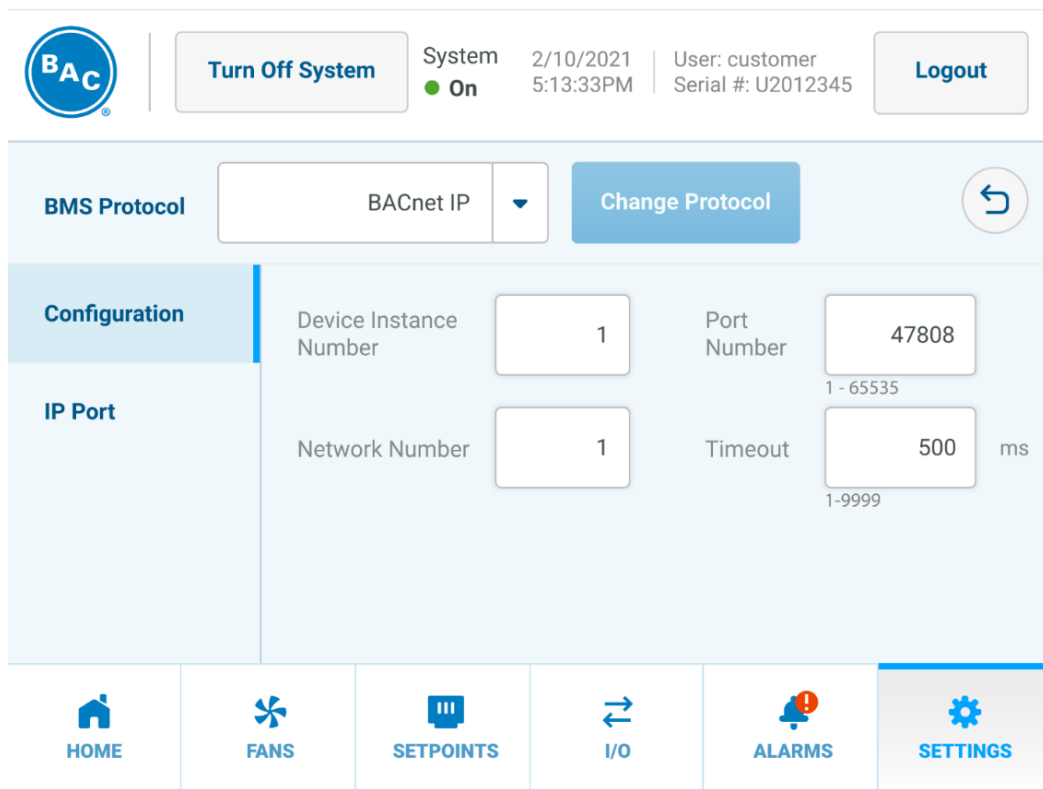 BAC
®
Turn Off System
System
On
2/10/2021
5:13:33PM
User: customer
Serial #: U2012345
Logout
BMS Protocol
BACnet IP
Change Protocol
Configuration
IP Port
Device Instance
Number
1
Port
Number
47808
1 - 65535
Network Number
1
Timeout
500
ms
1-9999
HOME
FANS
SETPOINTS
I/O
ALARMS
SETTINGS